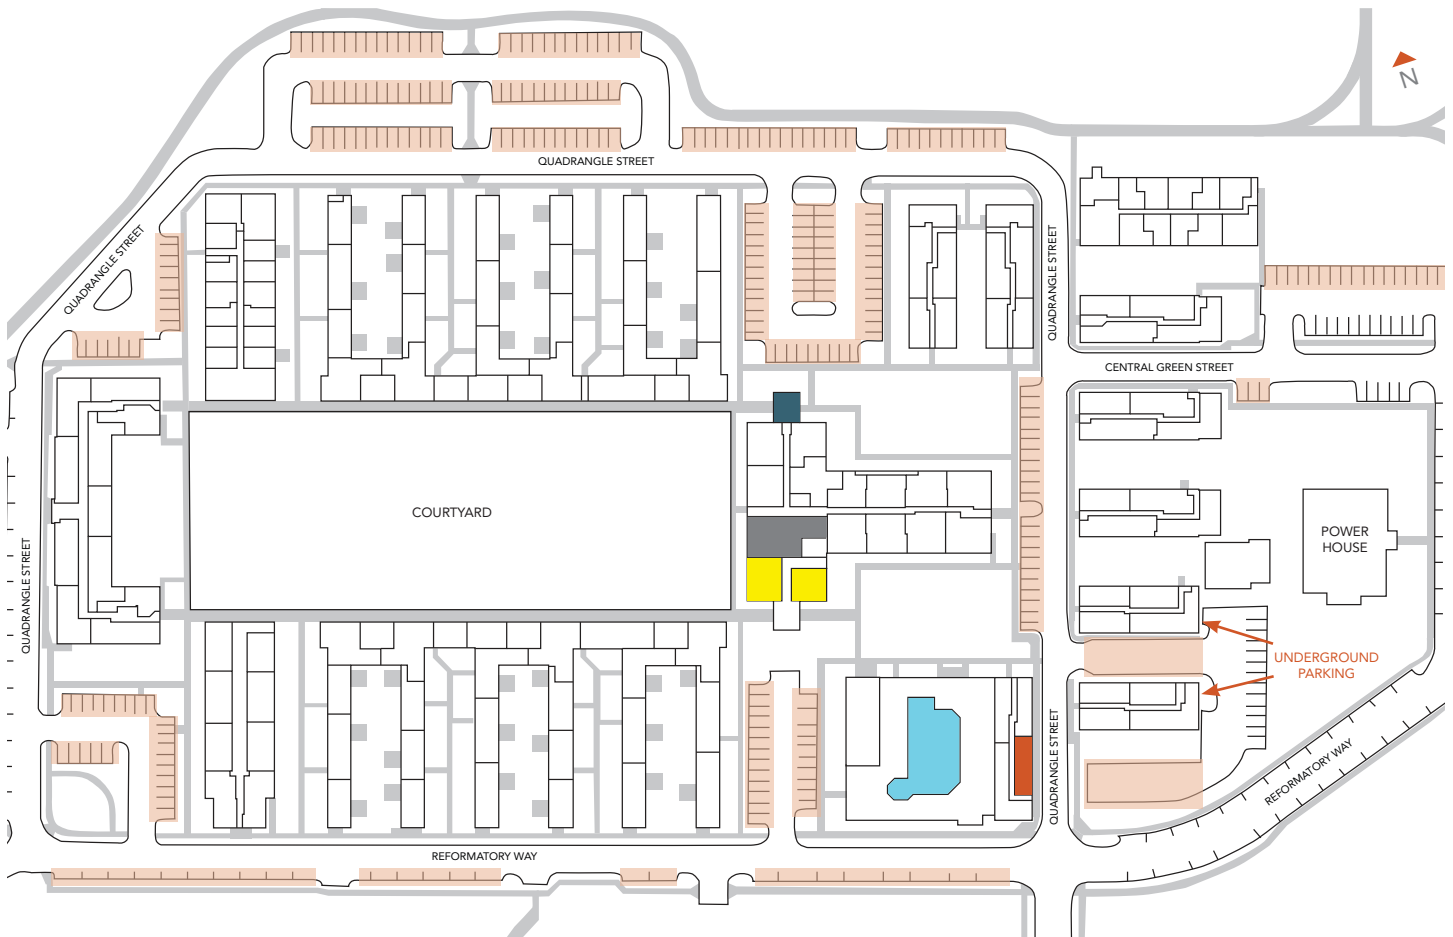 N
QUADRANGLE STREET
QUADRANGLE STREET
QUADRANGLE STREET
CENTRAL GREEN STREET
COURTYARD
POWER
HOUSE
QUADRANGLE STREET
UNDERGROUND
PARKING
QUADRANGLE STREET
REFORMATORY WAY
REFORMATORY WAY